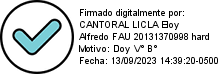 Firmado digitalmente por:
CANTORAL LICLA Eloy
Alfredo FAU 20131370998 hard
Motivo: Doy V° B°
Fecha: 13/09/2023 14:39:20-0500